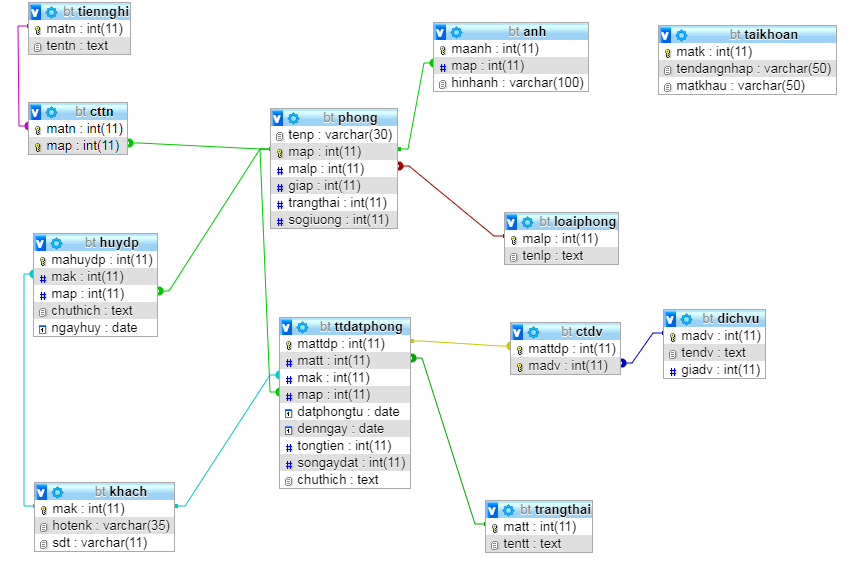 bt tiennghi
matn : int(11)
tentn : text
bt cttn
matn : int(11)
map : int(11)
bt phong
tenp : varchar(30)
map : int(11)
malp : int(11)
giap : int(11)
trangthai : int(11)
sogiuong : int(11)
bt anh
maanh : int(11)
map : int(11)
hinhanh : varchar(100)
bt taikhoan
matk : int(11)
tendangnhap : varchar(50)
matkhau : varchar(50)
bt loaiphong
malp : int(11)
tenlp : text
bt huydp
mahuydp : int(11)
mak : int(11)
map : int(11)
chuthich : text
ngayhuy : date
bt ttdatphong
mattdp : int(11)
matt : int(11)
mak : int(11)
map : int(11)
datphongtu : date
denngay : date
tongtien : int(11)
songaydat : int(11)
chuthich : text
bt ctdv
mattdp : int(11)
madv : int(11)
bt dichvu
madv : int(11)
tendv : text
giadv : int(11)
bt khach
mak : int(11)
hotenk : varchar(35)
sdt : varchar(11)
bt trangthai
matt : int(11)
tentt : text